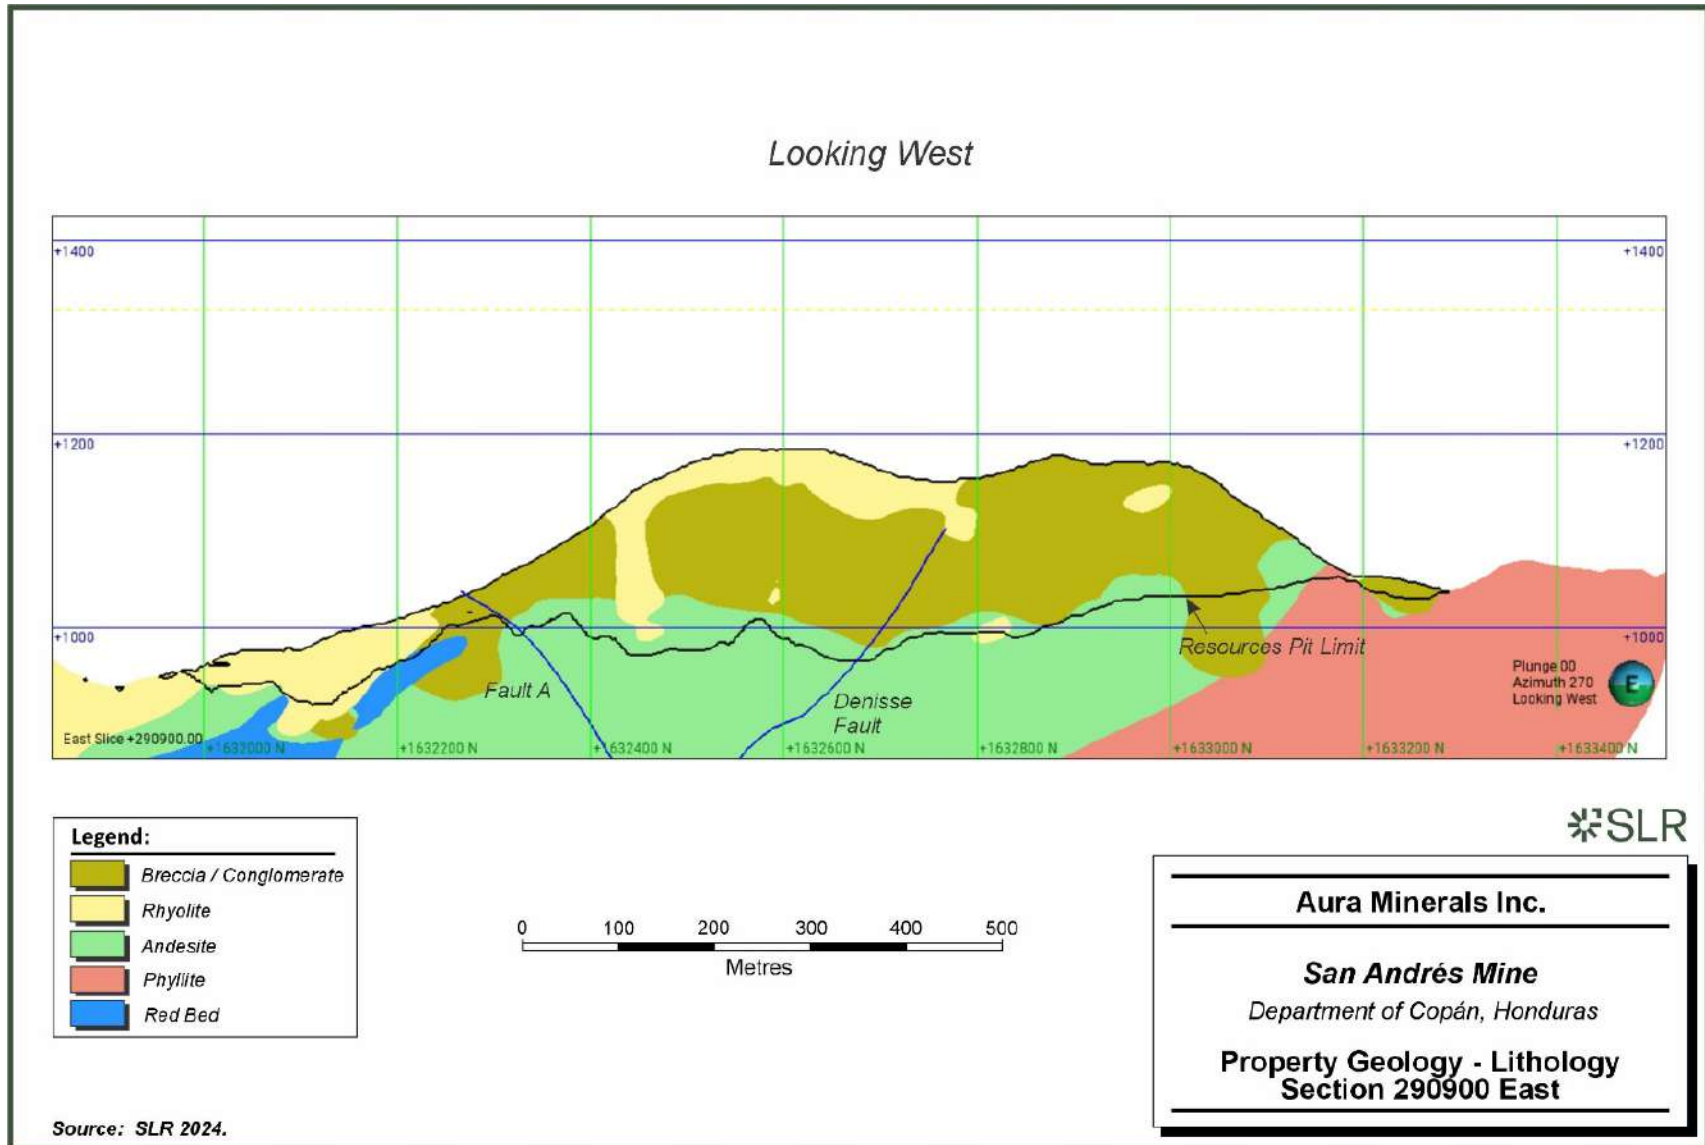 Looking West
+1400
+1400
+1200
+1200
+1000
+1000
Resources Pit Limit
Fault A
Denisse
Fault
Plunge 00
Azimuth 270
Looking West
E
East Slice +290900.00
+1632000 N
+1632200 N
+1632400 N
+1632600 N
+1632800 N
+1633000 N
+1633200 N
+1633400 N
Legend:
Breccia / Conglomerate
Rhyolite
Andesite
Phyllite
Red Bed
0 100 200 300 400 500
Metres
SLR
Aura Minerals Inc.
San Andrés Mine
Department of Copán, Honduras
Property Geology - Lithology
Section 290900 East
Source: SLR 2024.